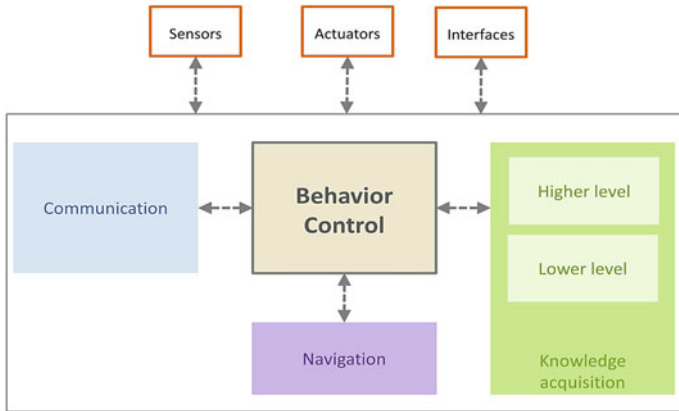 Sensors
Actuators
Interfaces
Communication
Behavior
Control
Higher level
Lower level
Navigation
Knowledge
acquisition